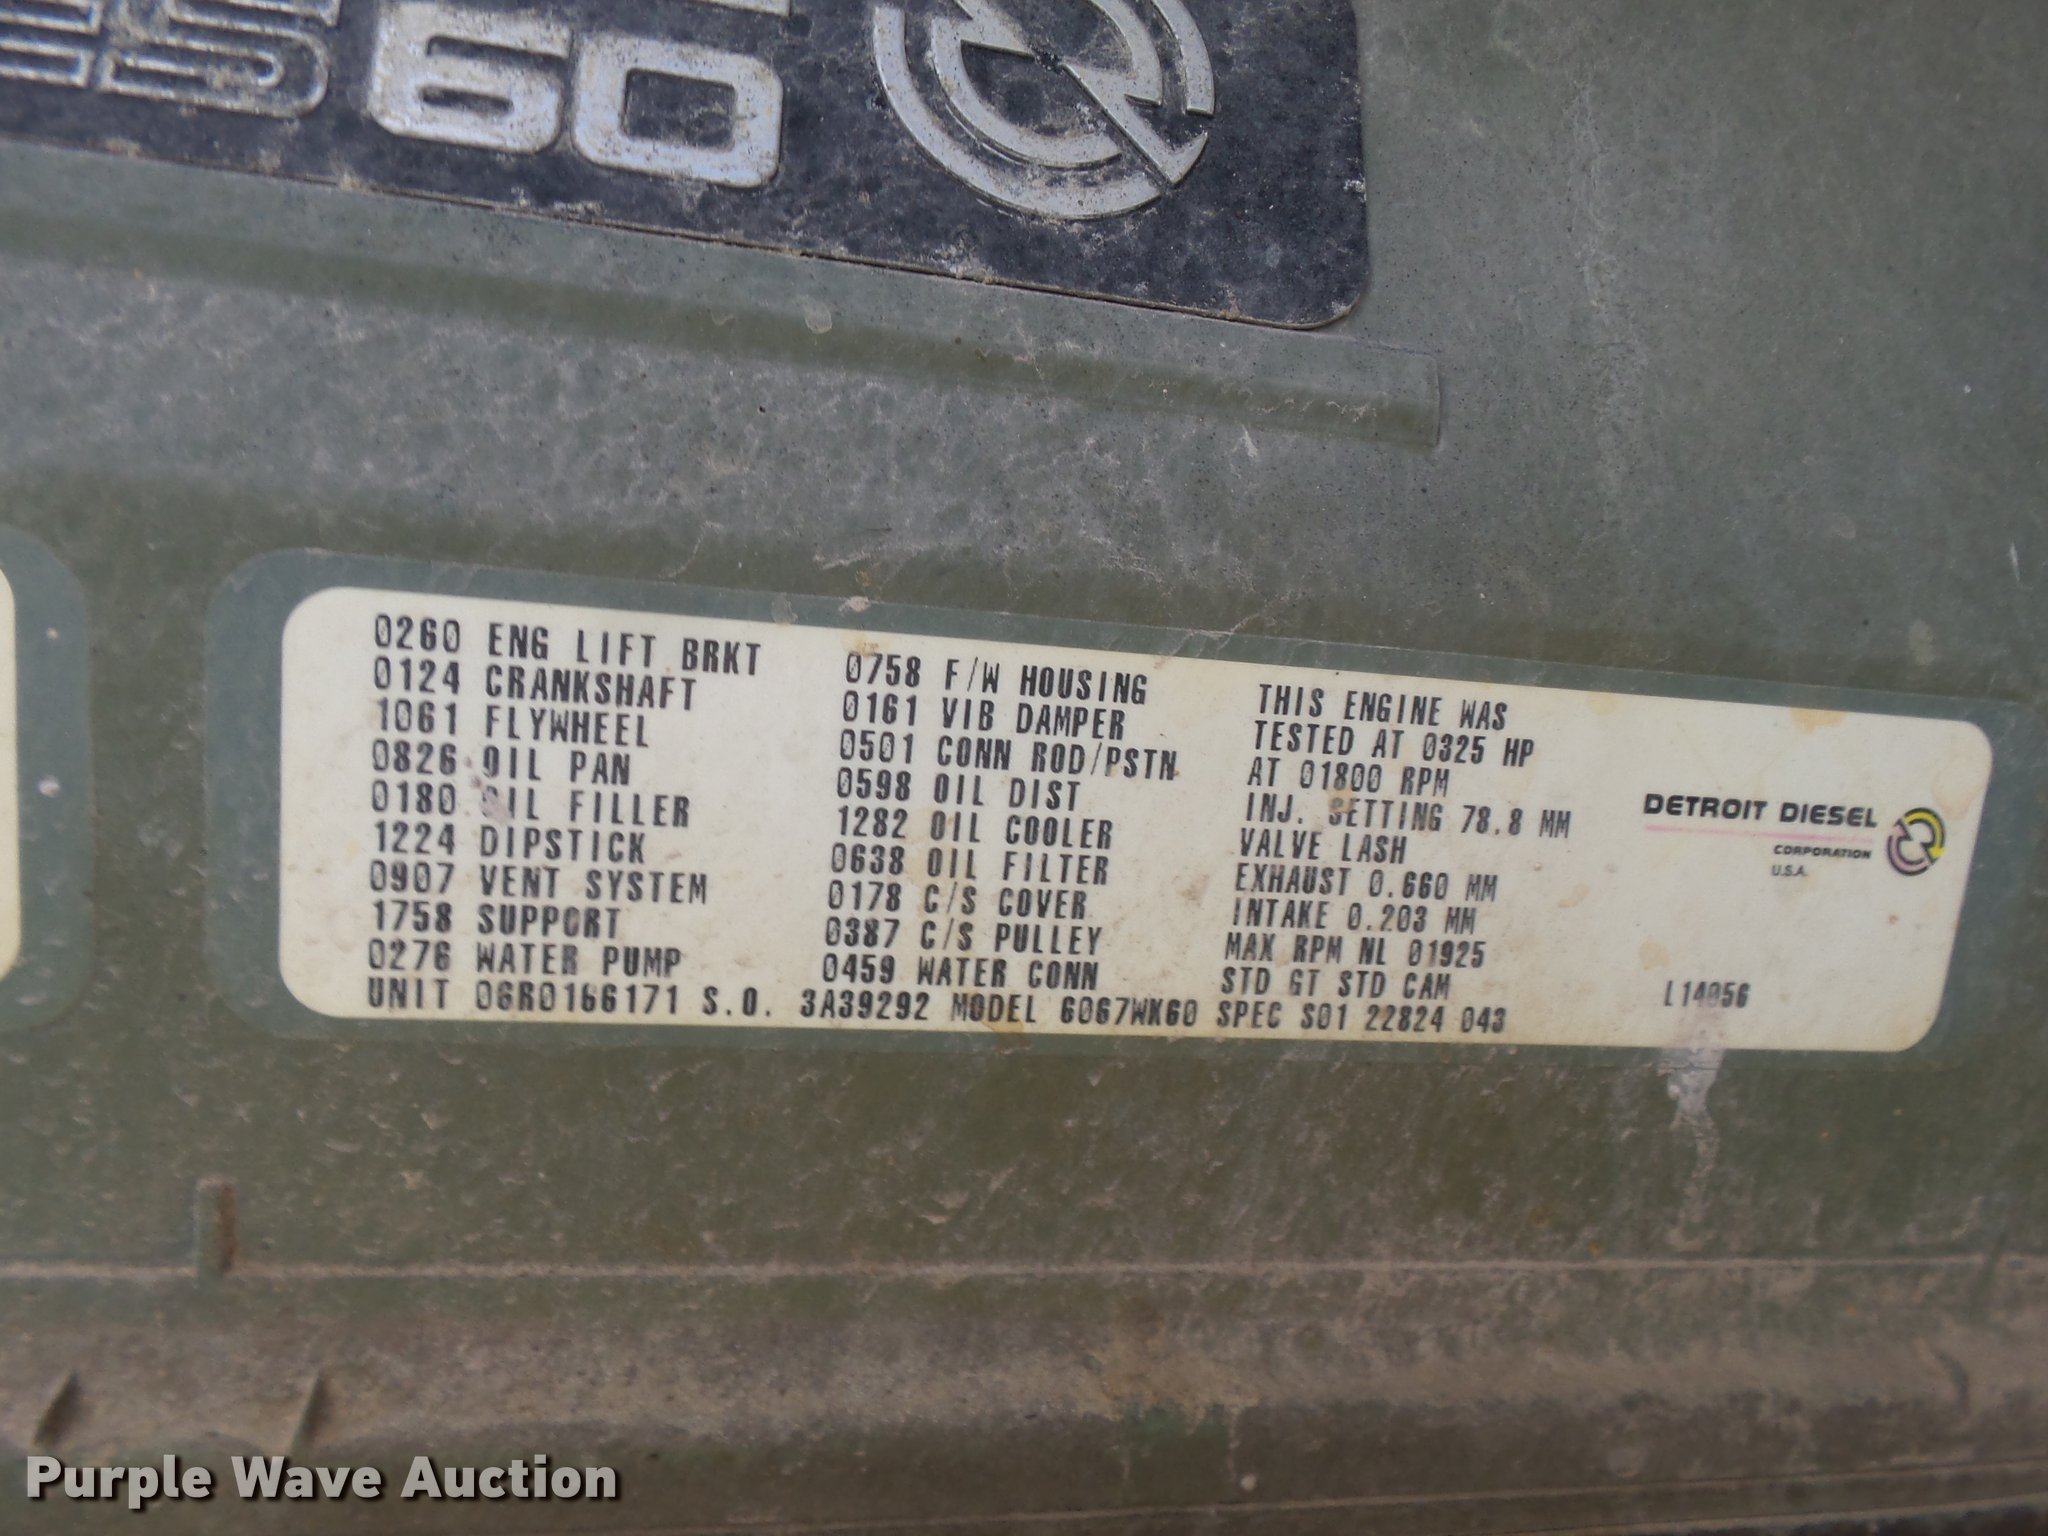 60
0260 ENG LIFT BRKT
0124 CRANKSHAFT
1061 FLYWHEEL
0826 OIL PAN
0180 OIL FILLER
1224 DIPSTICK
0907 VENT SYSTEM
1758 SUPPORT
0276 WATER PUMP
0758 F/W HOUSING
0161 VIB DAMPER
0501 CONN ROD/PSTN
0598 OIL DIST
1282 OIL COOLER
0638 OIL FILTER
0178 C/S COVER
0387 C/S PULLEY
0459 WATER CONN
THIS ENGINE WAS
TESTED AT 0325 HP
AT 01800 RPM
INJ. SETTING 78.8 MM
VALVE LASH
EXHAUST 0.660 MM
INTAKE 0.203 MM
MAX RPM NL 01925
STD GT STD CAM
UNIT 06R0166171 S.O. 3A39292 MODEL 6067WK60 SPEC S01 22824 043
DETROIT DIESEL
CORPORATION
U.S.A.
L14056
Purple Wave Auction